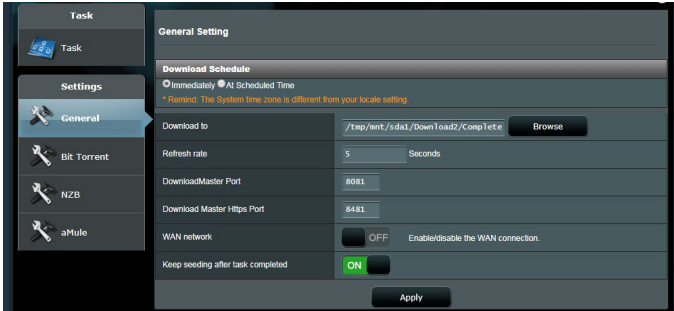 Task
Task
Settings
General
Bit Torrent
NZB
aMule
General Setting
Download Schedule
Immediately At Scheduled Time
* Remind: The System time zone is different from your locale setting.
Download to /tmp/mnt/sda1/Download2/Complete Browse
Refresh rate 5 Seconds
DownloadMaster Port 8081
Download Master Https Port 8481
WAN network OFF Enable/disable the WAN connection.
Keep seeding after task completed ON
Apply